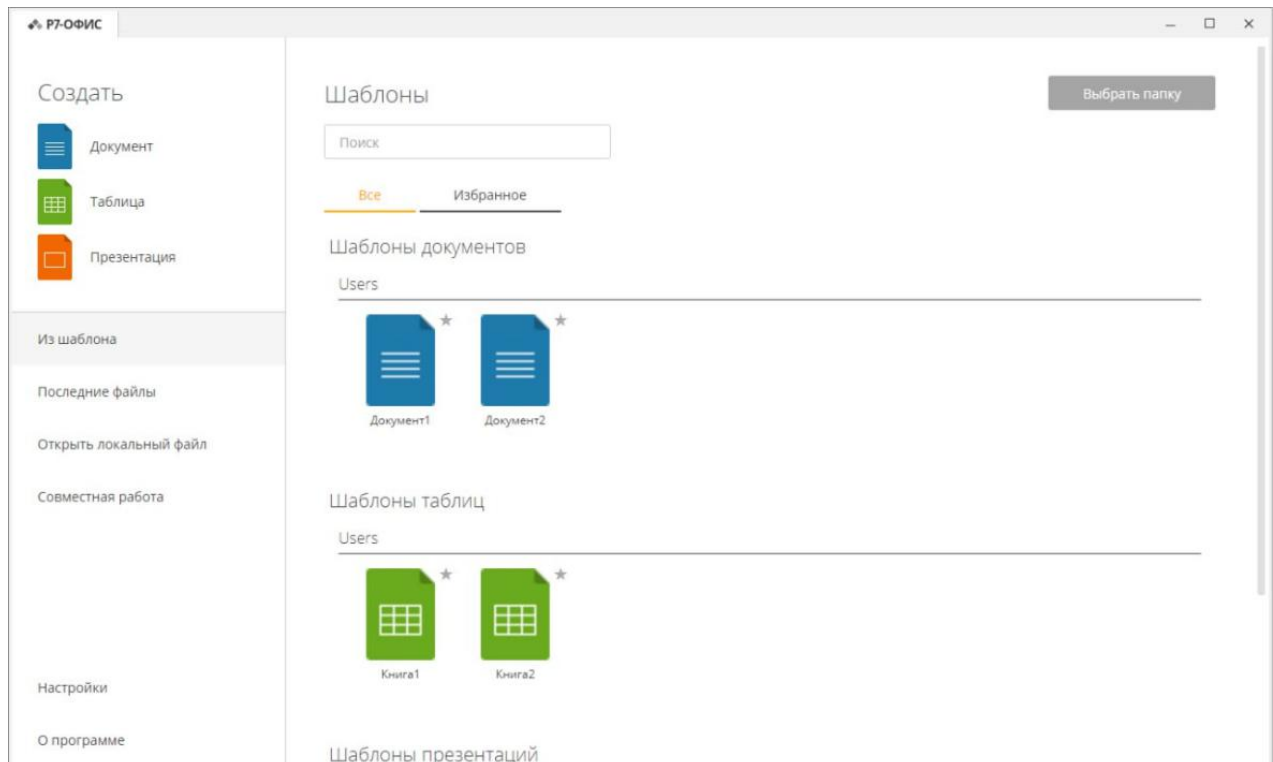 Р7-ОФИС
Создать
Документ
Таблица
Презентация
Из шаблона
Последние файлы
Открыть локальный файл
Совместная работа
Настройки
О программе
Шаблоны
Выбрать папку
Поиск
Все Избранное
Шаблоны документов
Users
Документ1 Документ2
Шаблоны таблиц
Users
Книга1 Книга2
Шаблоны презентаций